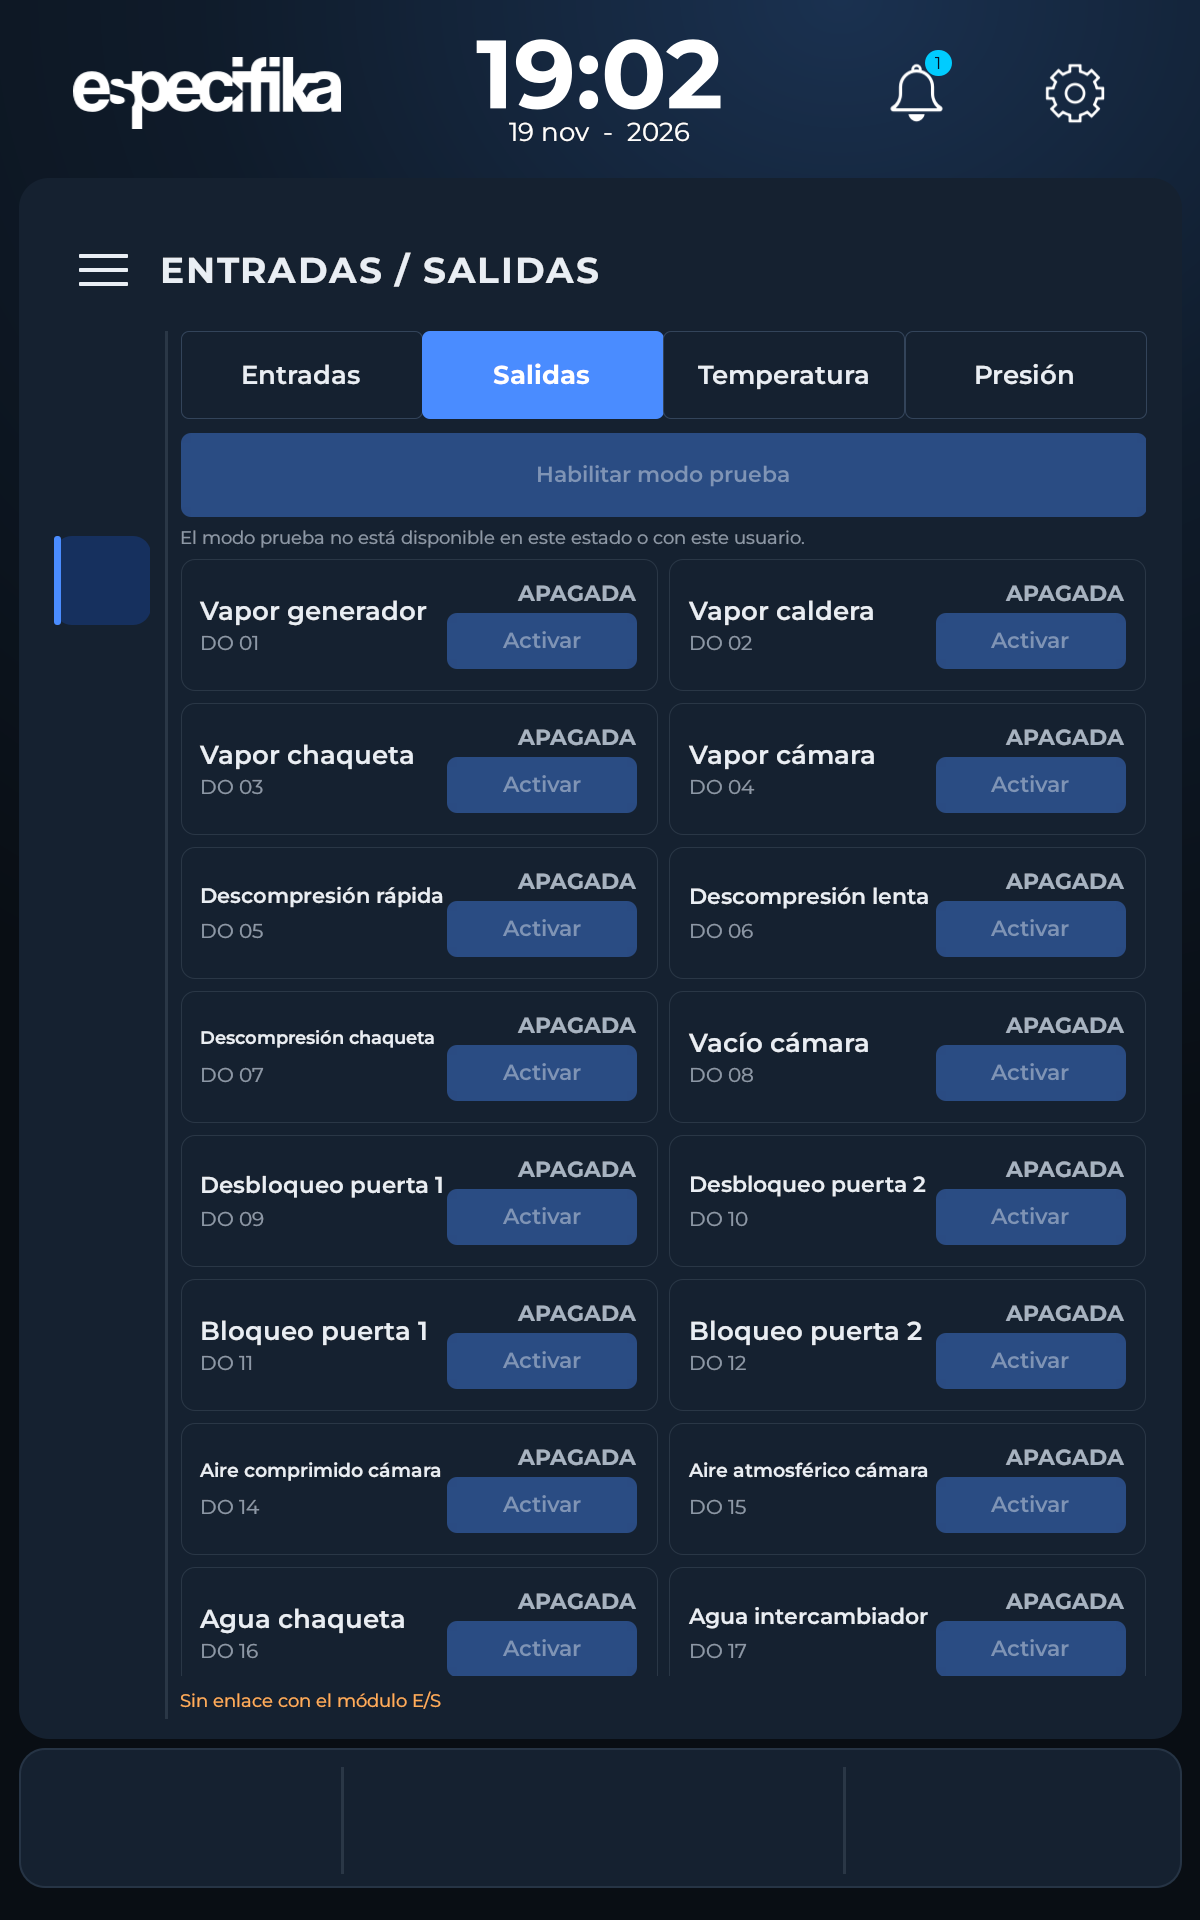 especifika
19:02
19 nov - 2026
1
ENTRADAS / SALIDAS
Entradas
Salidas
Temperatura
Presión
Habilitar modo prueba
El modo prueba no está disponible en este estado o con este usuario.
Vapor generador
DO 01
APAGADA
Activar
Vapor caldera
DO 02
APAGADA
Activar
Vapor chaqueta
DO 03
APAGADA
Activar
Vapor cámara
DO 04
APAGADA
Activar
Descompresión rápida
DO 05
APAGADA
Activar
Descompresión lenta
DO 06
APAGADA
Activar
Descompresión chaqueta
DO 07
APAGADA
Activar
Vacío cámara
DO 08
APAGADA
Activar
Desbloqueo puerta 1
DO 09
APAGADA
Activar
Desbloqueo puerta 2
DO 10
APAGADA
Activar
Bloqueo puerta 1
DO 11
APAGADA
Activar
Bloqueo puerta 2
DO 12
APAGADA
Activar
Aire comprimido cámara
DO 14
APAGADA
Activar
Aire atmosférico cámara
DO 15
APAGADA
Activar
Agua chaqueta
DO 16
APAGADA
Activar
Agua intercambiador
DO 17
APAGADA
Activar
Sin enlace con el módulo E/S